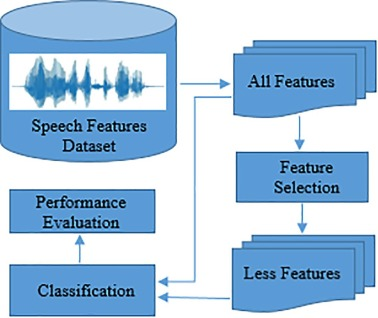 Speech Features
Dataset
All Features
Feature
Selection
Less Features
Classification
Performance
Evaluation